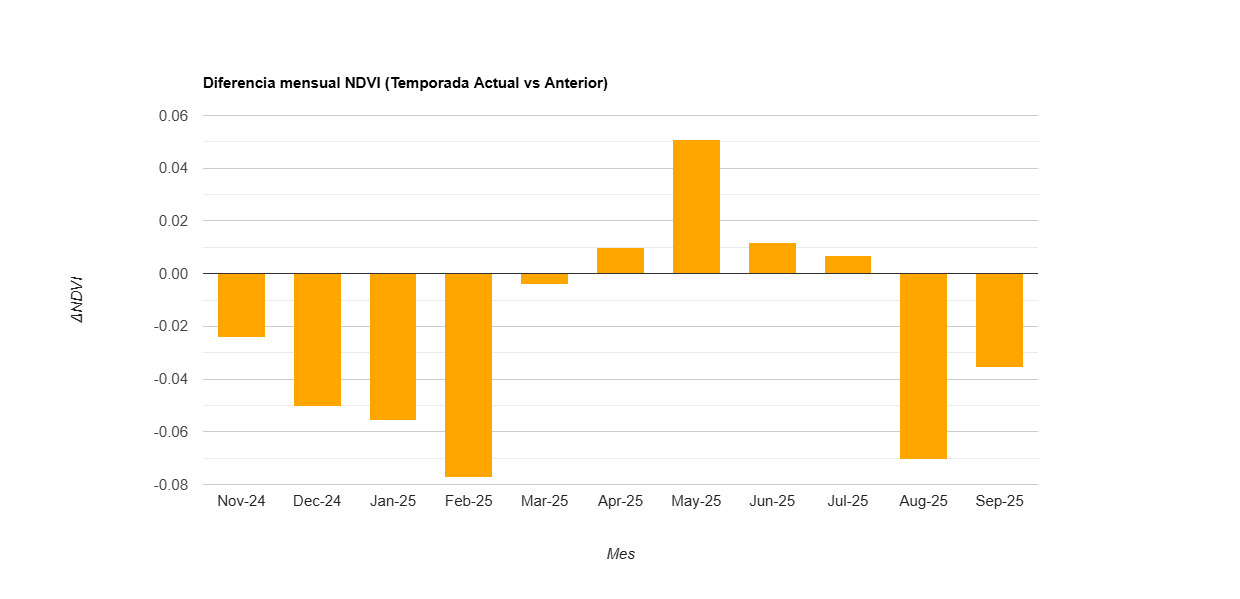 Diferencia mensual NDVI (Temporada Actual vs Anterior)
0.06
0.04
0.02
0.00
-0.02
-0.04
-0.06
-0.08
ΔNDVI
Nov-24 Dec-24 Jan-25 Feb-25 Mar-25 Apr-25 May-25 Jun-25 Jul-25 Aug-25 Sep-25
Mes